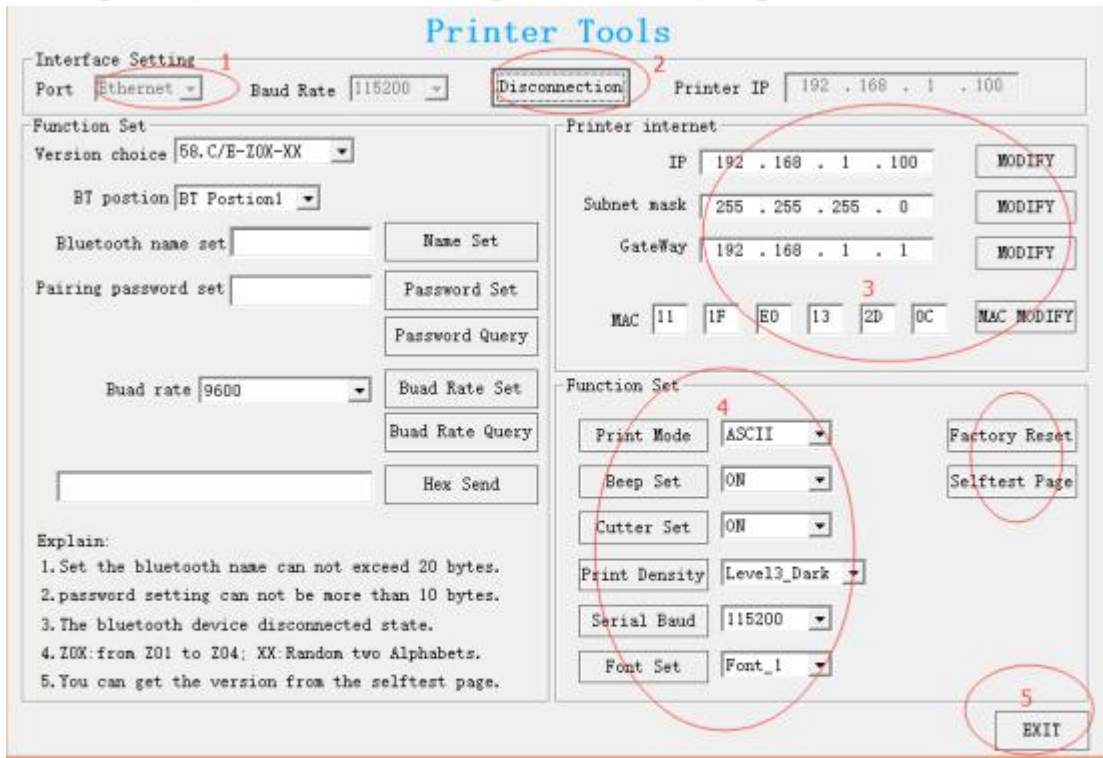 Printer Tools
Interface Setting 1
Port Ethernet Baud Rate 115200 Disconnection 2 Printer IP 192 . 168 . 1 . 100
Function Set
Version choice 58.C/E-Z0X-XX
BT postion BT Postion1
Bluetooth name set Name Set
Pairing password set Password Set
Password Query
Buad rate 9600 Buad Rate Set
Buad Rate Query
Hex Send
Explain:
1.Set the bluetooth name can not exceed 20 bytes.
2.password setting can not be more than 10 bytes.
3.The bluetooth device disconnected state.
4.Z0X:from Z01 to Z04; XX:Random two Alphabets.
5.You can get the version from the selftest page.
Printer internet
IP 192 . 168 . 1 . 100 MODIFY
Subnet mask 255 . 255 . 255 . 0 MODIFY
GateWay 192 . 168 . 1 . 1 MODIFY
3
MAC 11 1F E0 13 2D 0C MAC MODIFY
Function Set
4
Print Mode ASCII Factory Reset
Beep Set ON Selftest Page
Cutter Set ON
Print Density Level3_Dark
Serial Baud 115200
Font Set Font_1
5
EXIT